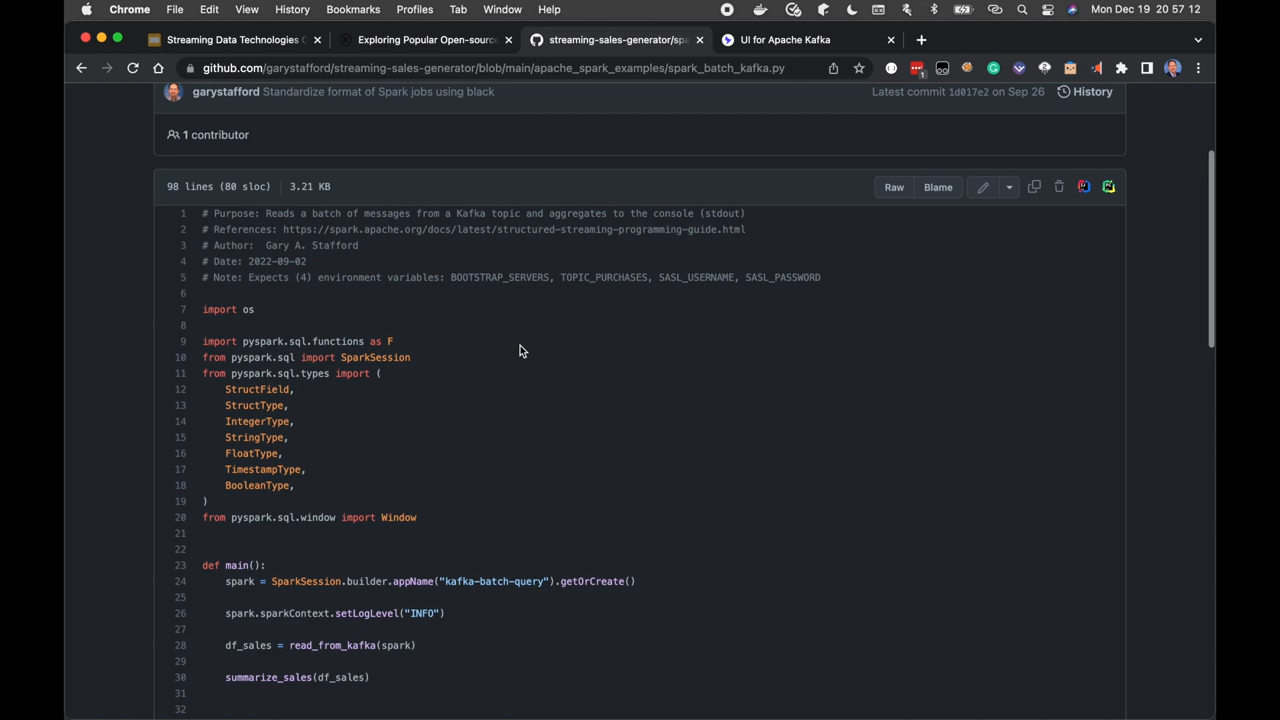 Chrome File Edit View History Bookmarks Profiles Tab Window Help Mon Dec 19 20 57 12
Streaming Data Technologies C Exploring Popular Open-source streaming-sales-generator/spa UI for Apache Kafka
github.com/garystafford/streaming-sales-generator/blob/main/apache_spark_examples/spark_batch_kafka.py
garystafford Standardize format of Spark jobs using black Latest commit 1d017e2 on Sep 26 History
1 contributor
98 lines (80 sloc) 3.21 KB Raw Blame
1 # Purpose: Reads a batch of messages from a Kafka topic and aggregates to the console (stdout)
2 # References: https://spark.apache.org/docs/latest/structured-streaming-programming-guide.html
3 # Author:  Gary A. Stafford
4 # Date: 2022-09-02
5 # Note: Expects (4) environment variables: BOOTSTRAP_SERVERS, TOPIC_PURCHASES, SASL_USERNAME, SASL_PASSWORD
6
7 import os
8
9 import pyspark.sql.functions as F
10 from pyspark.sql import SparkSession
11 from pyspark.sql.types import (
12     StructField,
13     StructType,
14     IntegerType,
15     StringType,
16     FloatType,
17     TimestampType,
18     BooleanType,
19 )
20 from pyspark.sql.window import Window
21
22
23 def main():
24     spark = SparkSession.builder.appName("kafka-batch-query").getOrCreate()
25
26     spark.sparkContext.setLogLevel("INFO")
27
28     df_sales = read_from_kafka(spark)
29
30     summarize_sales(df_sales)
31
32